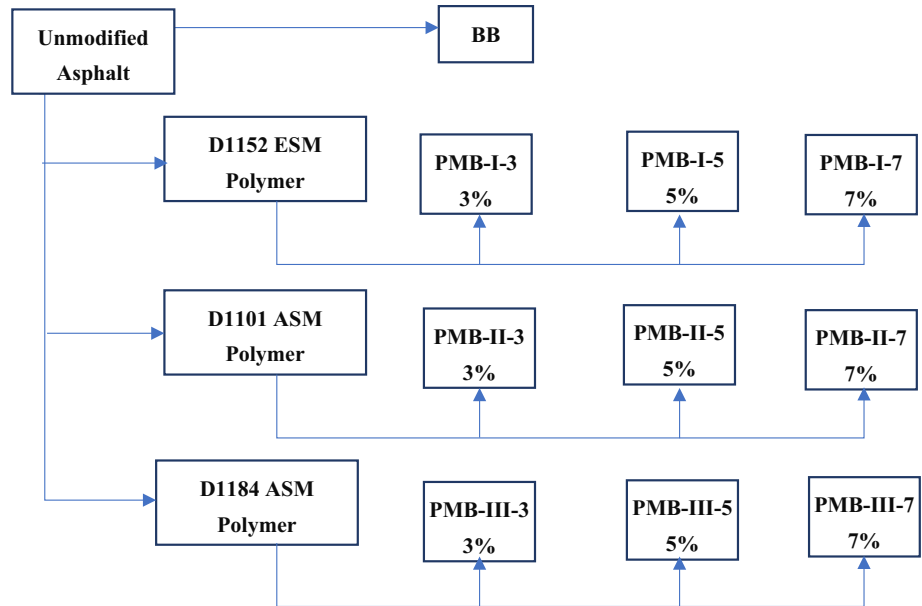 Unmodified
Asphalt
BB
D1152 ESM
Polymer
PMB-I-3
3%
PMB-I-5
5%
PMB-I-7
7%
D1101 ASM
Polymer
PMB-II-3
3%
PMB-II-5
5%
PMB-II-7
7%
D1184 ASM
Polymer
PMB-III-3
3%
PMB-III-5
5%
PMB-III-7
7%